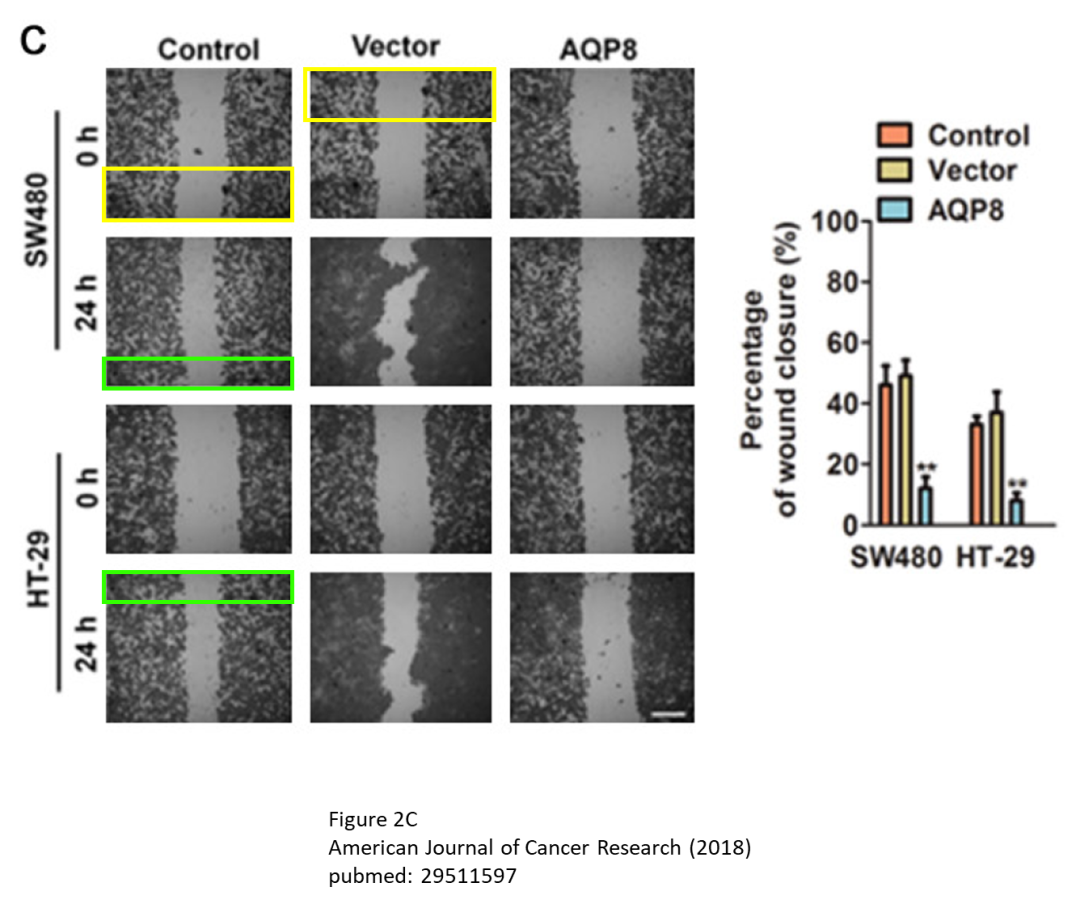 C
Control
Vector
AQP8
SW480
0 h
24 h
HT-29
0 h
24 h
Control
Vector
AQP8
Percentage
of wound closure (%)
100
80
60
40
20
0
**
**
SW480 HT-29
Figure 2C
American Journal of Cancer Research (2018)
pubmed: 29511597